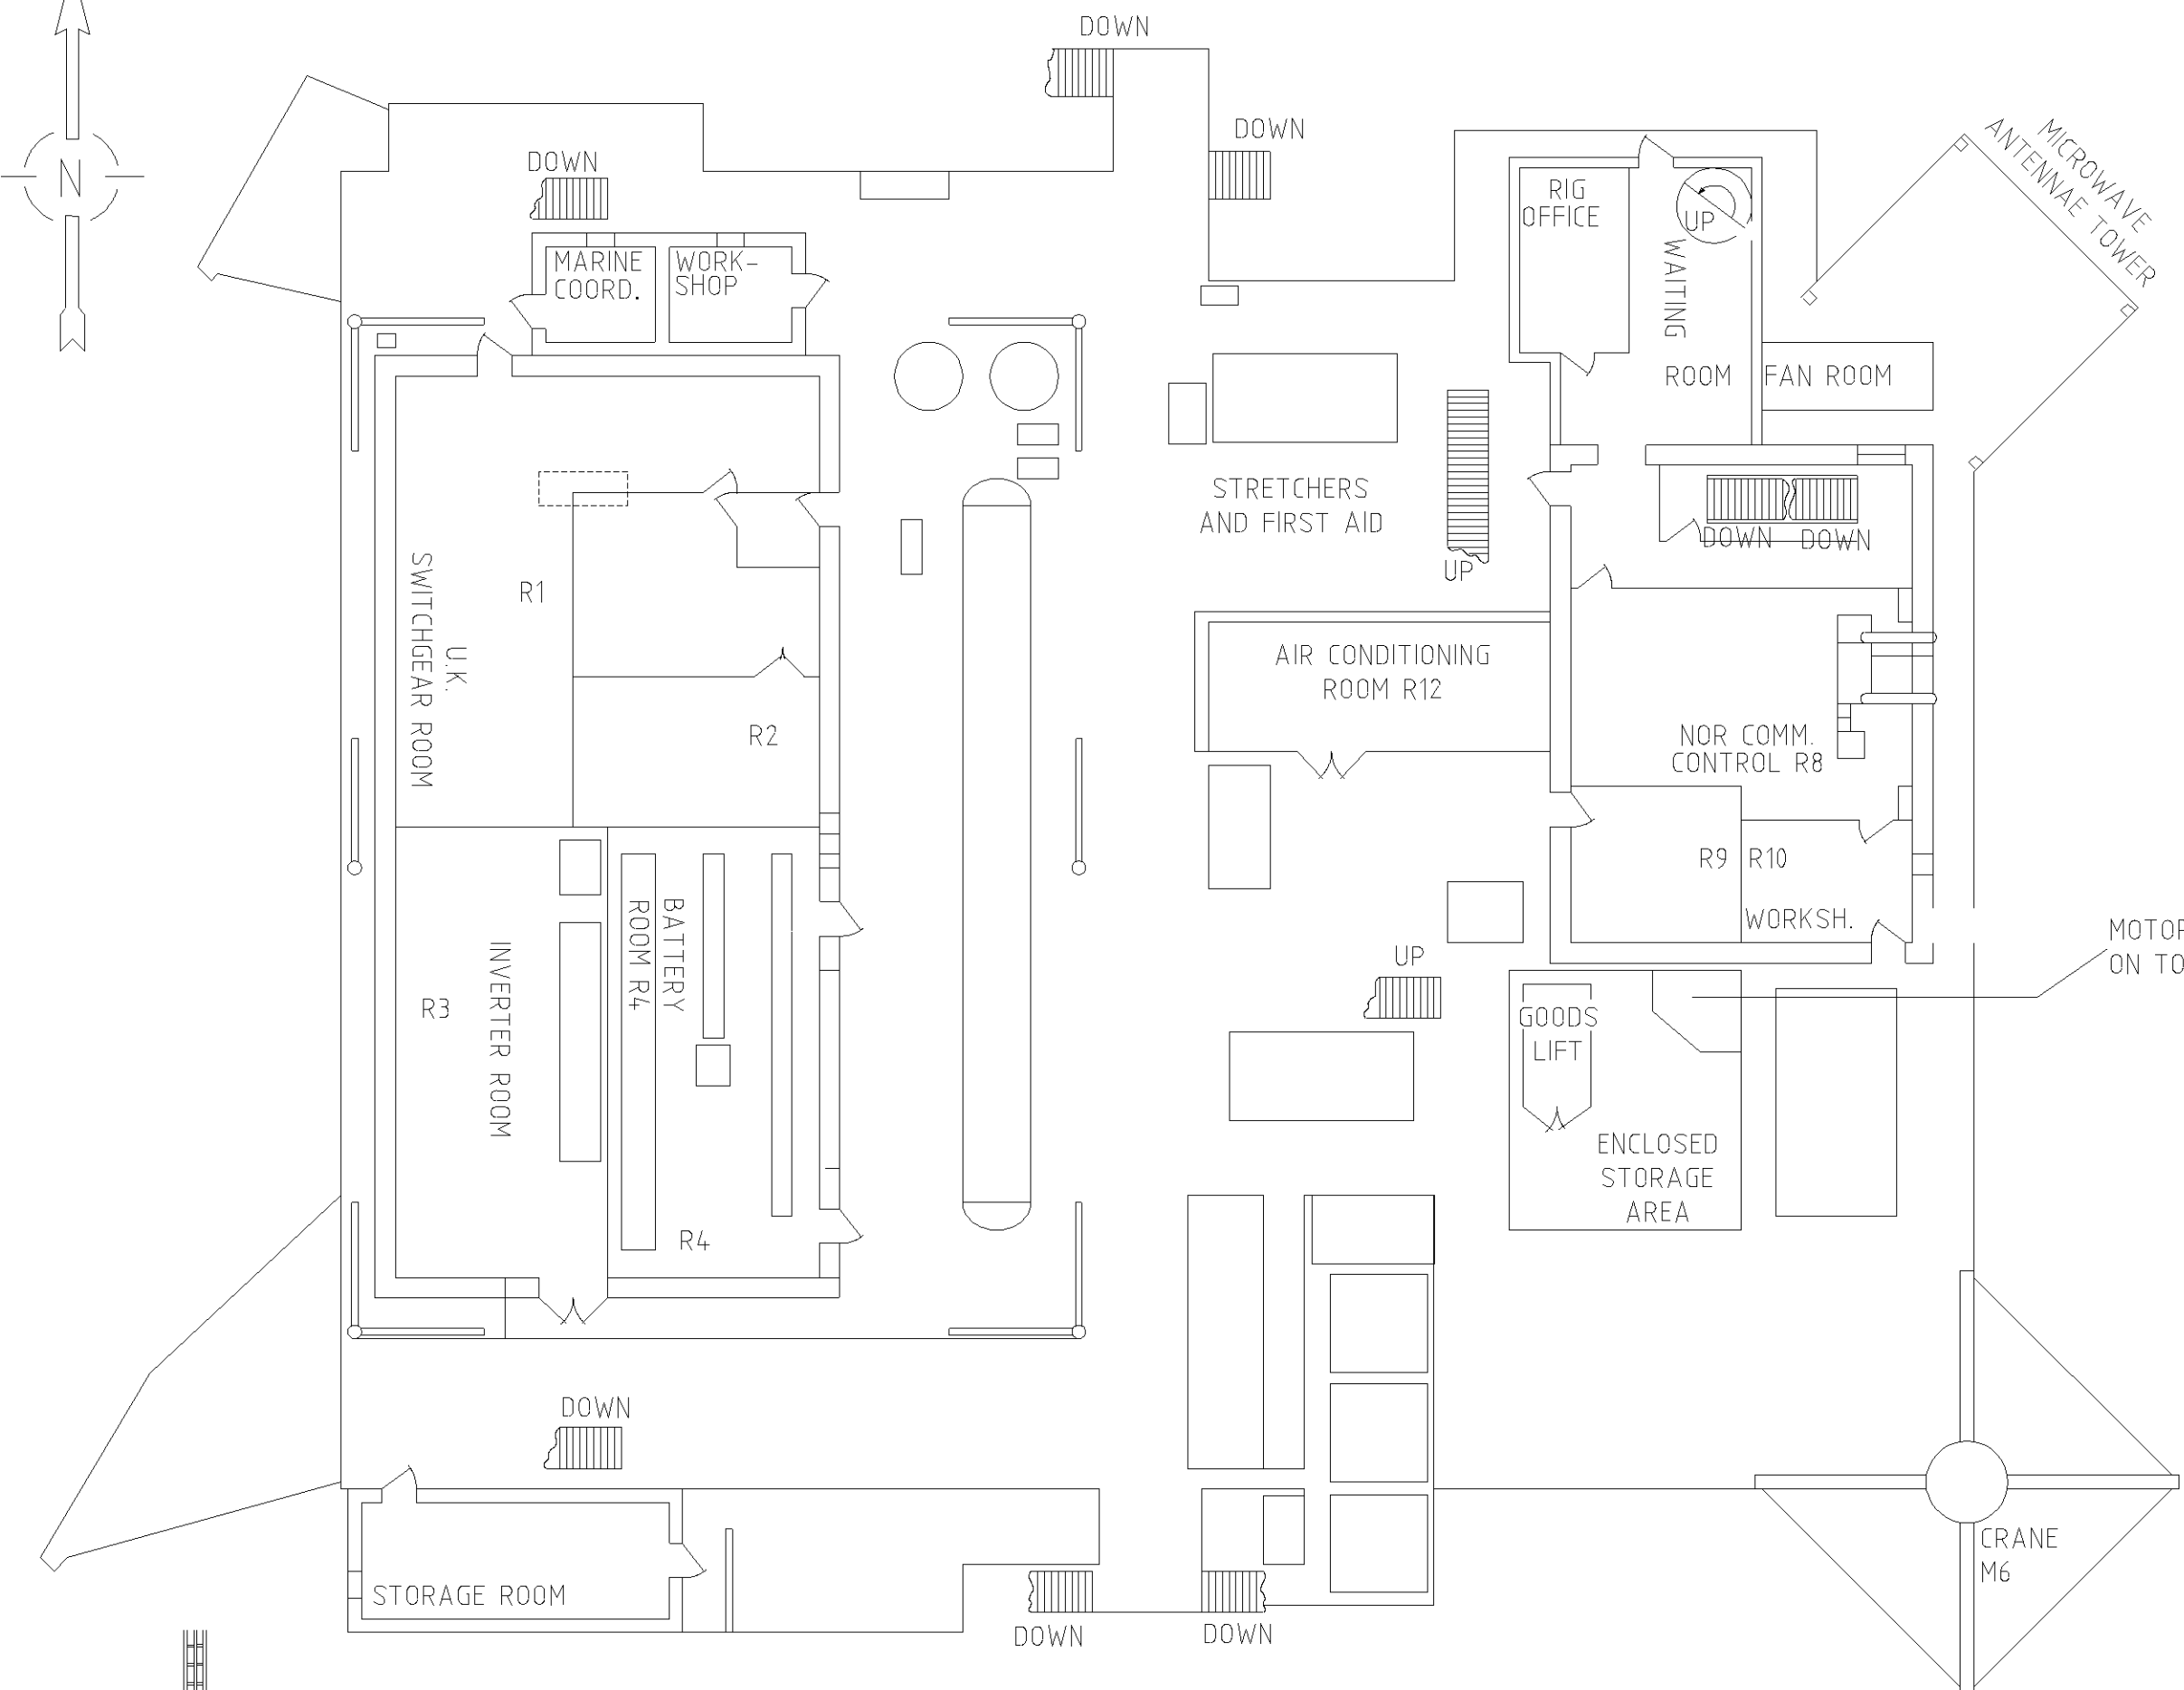 DOWN
DOWN
DOWN
N
MICROWAVE
ANTENNAE TOWER
RIG
OFFICE
UP
WAITING
ROOM
FAN ROOM
MARINE
COORD.
WORK-
SHOP
STRETCHERS
AND FIRST AID
UP
DOWN
DOWN
R1
U.K.
SWITCHGEAR ROOM
R2
AIR CONDITIONING
ROOM R12
NOR COMM.
CONTROL R8
R9
R10
WORKSH.
MOTOR
ON TO
BATTERY
ROOM R4
INVERTER ROOM
R3
R4
UP
GOODS
LIFT
ENCLOSED
STORAGE
AREA
DOWN
STORAGE ROOM
DOWN
DOWN
CRANE
M6